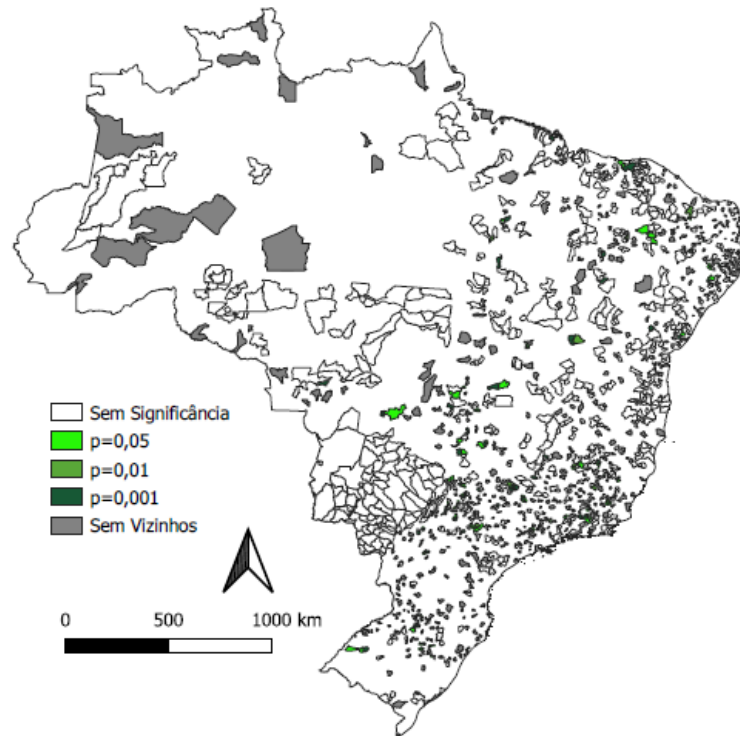 Sem Significância
p=0,05
p=0,01
p=0,001
Sem Vizinhos
0 500 1000 km